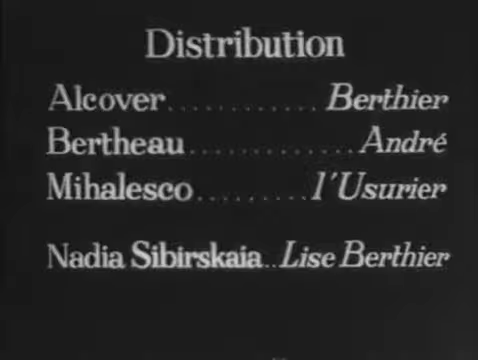 Distribution
Alcover............Berthier
Bertheau.............André
Mihalesco.........l'Usurier
Nadia Sibirskaia..Lise Berthier